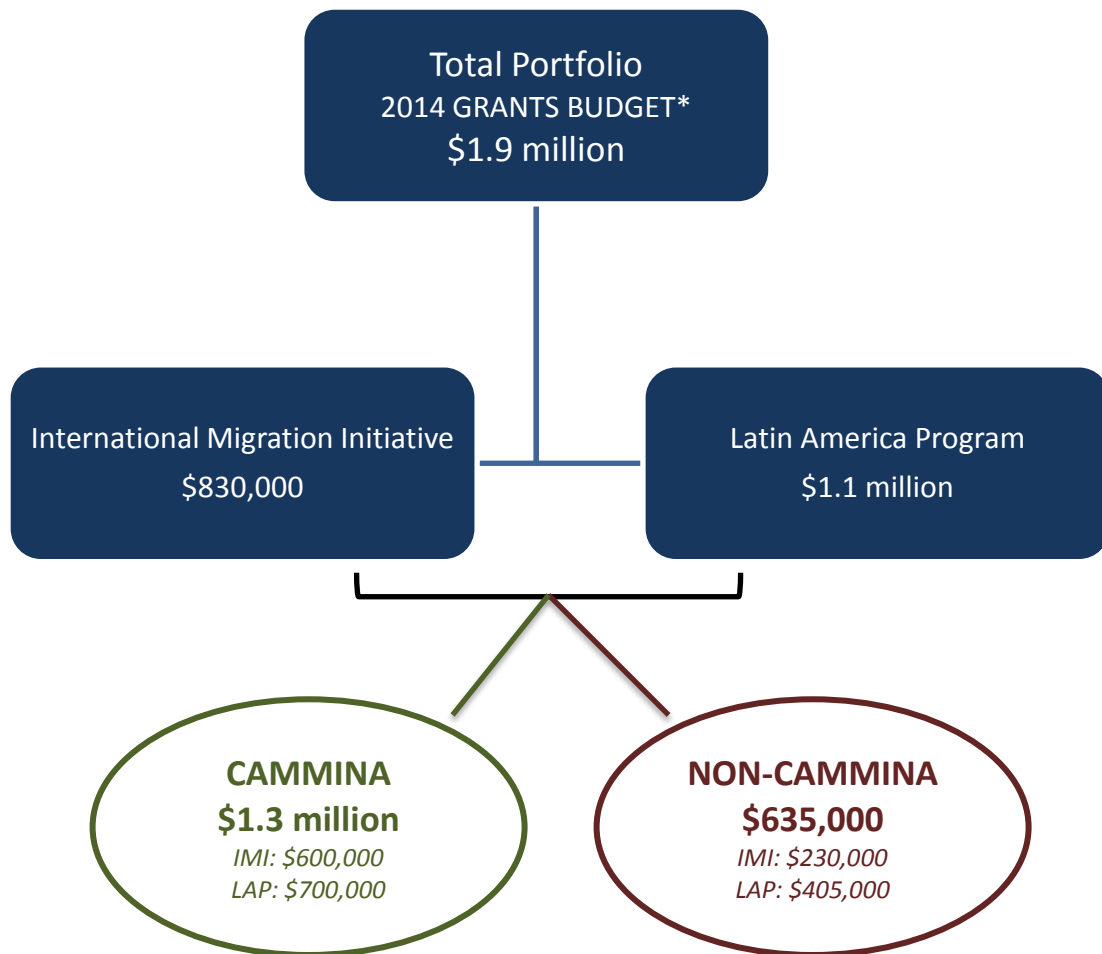 Total Portfolio
2014 GRANTS BUDGET*
$1.9 million
International Migration Initiative
$830,000
Latin America Program
$1.1 million
CAMMINA
$1.3 million
IMI: $600,000
LAP: $700,000
NON-CAMMINA
$635,000
IMI: $230,000
LAP: $405,000